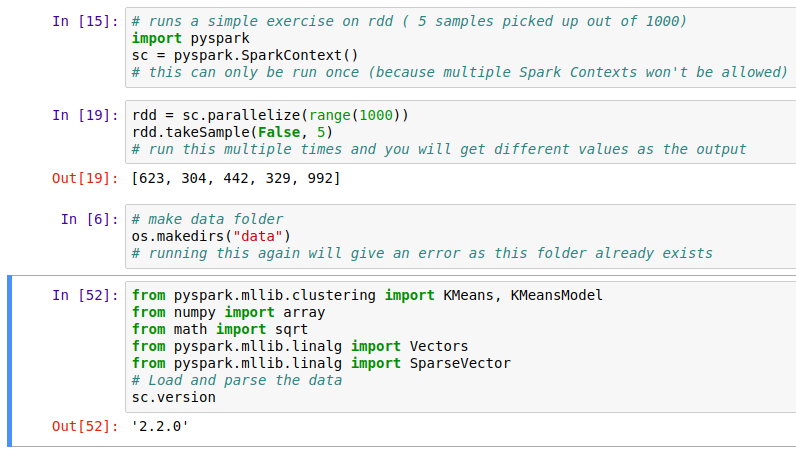 In [15]: # runs a simple exercise on rdd ( 5 samples picked up out of 1000)
import pyspark
sc = pyspark.SparkContext()
# this can only be run once (because multiple Spark Contexts won't be allowed)
In [19]: rdd = sc.parallelize(range(1000))
rdd.takeSample(False, 5)
# run this multiple times and you will get different values as the output
Out[19]: [623, 304, 442, 329, 992]
In [6]: # make data folder
os.makedirs("data")
# running this again will give an error as this folder already exists
In [52]: from pyspark.mllib.clustering import KMeans, KMeansModel
from numpy import array
from math import sqrt
from pyspark.mllib.linalg import Vectors
from pyspark.mllib.linalg import SparseVector
# Load and parse the data
sc.version
Out[52]: '2.2.0'